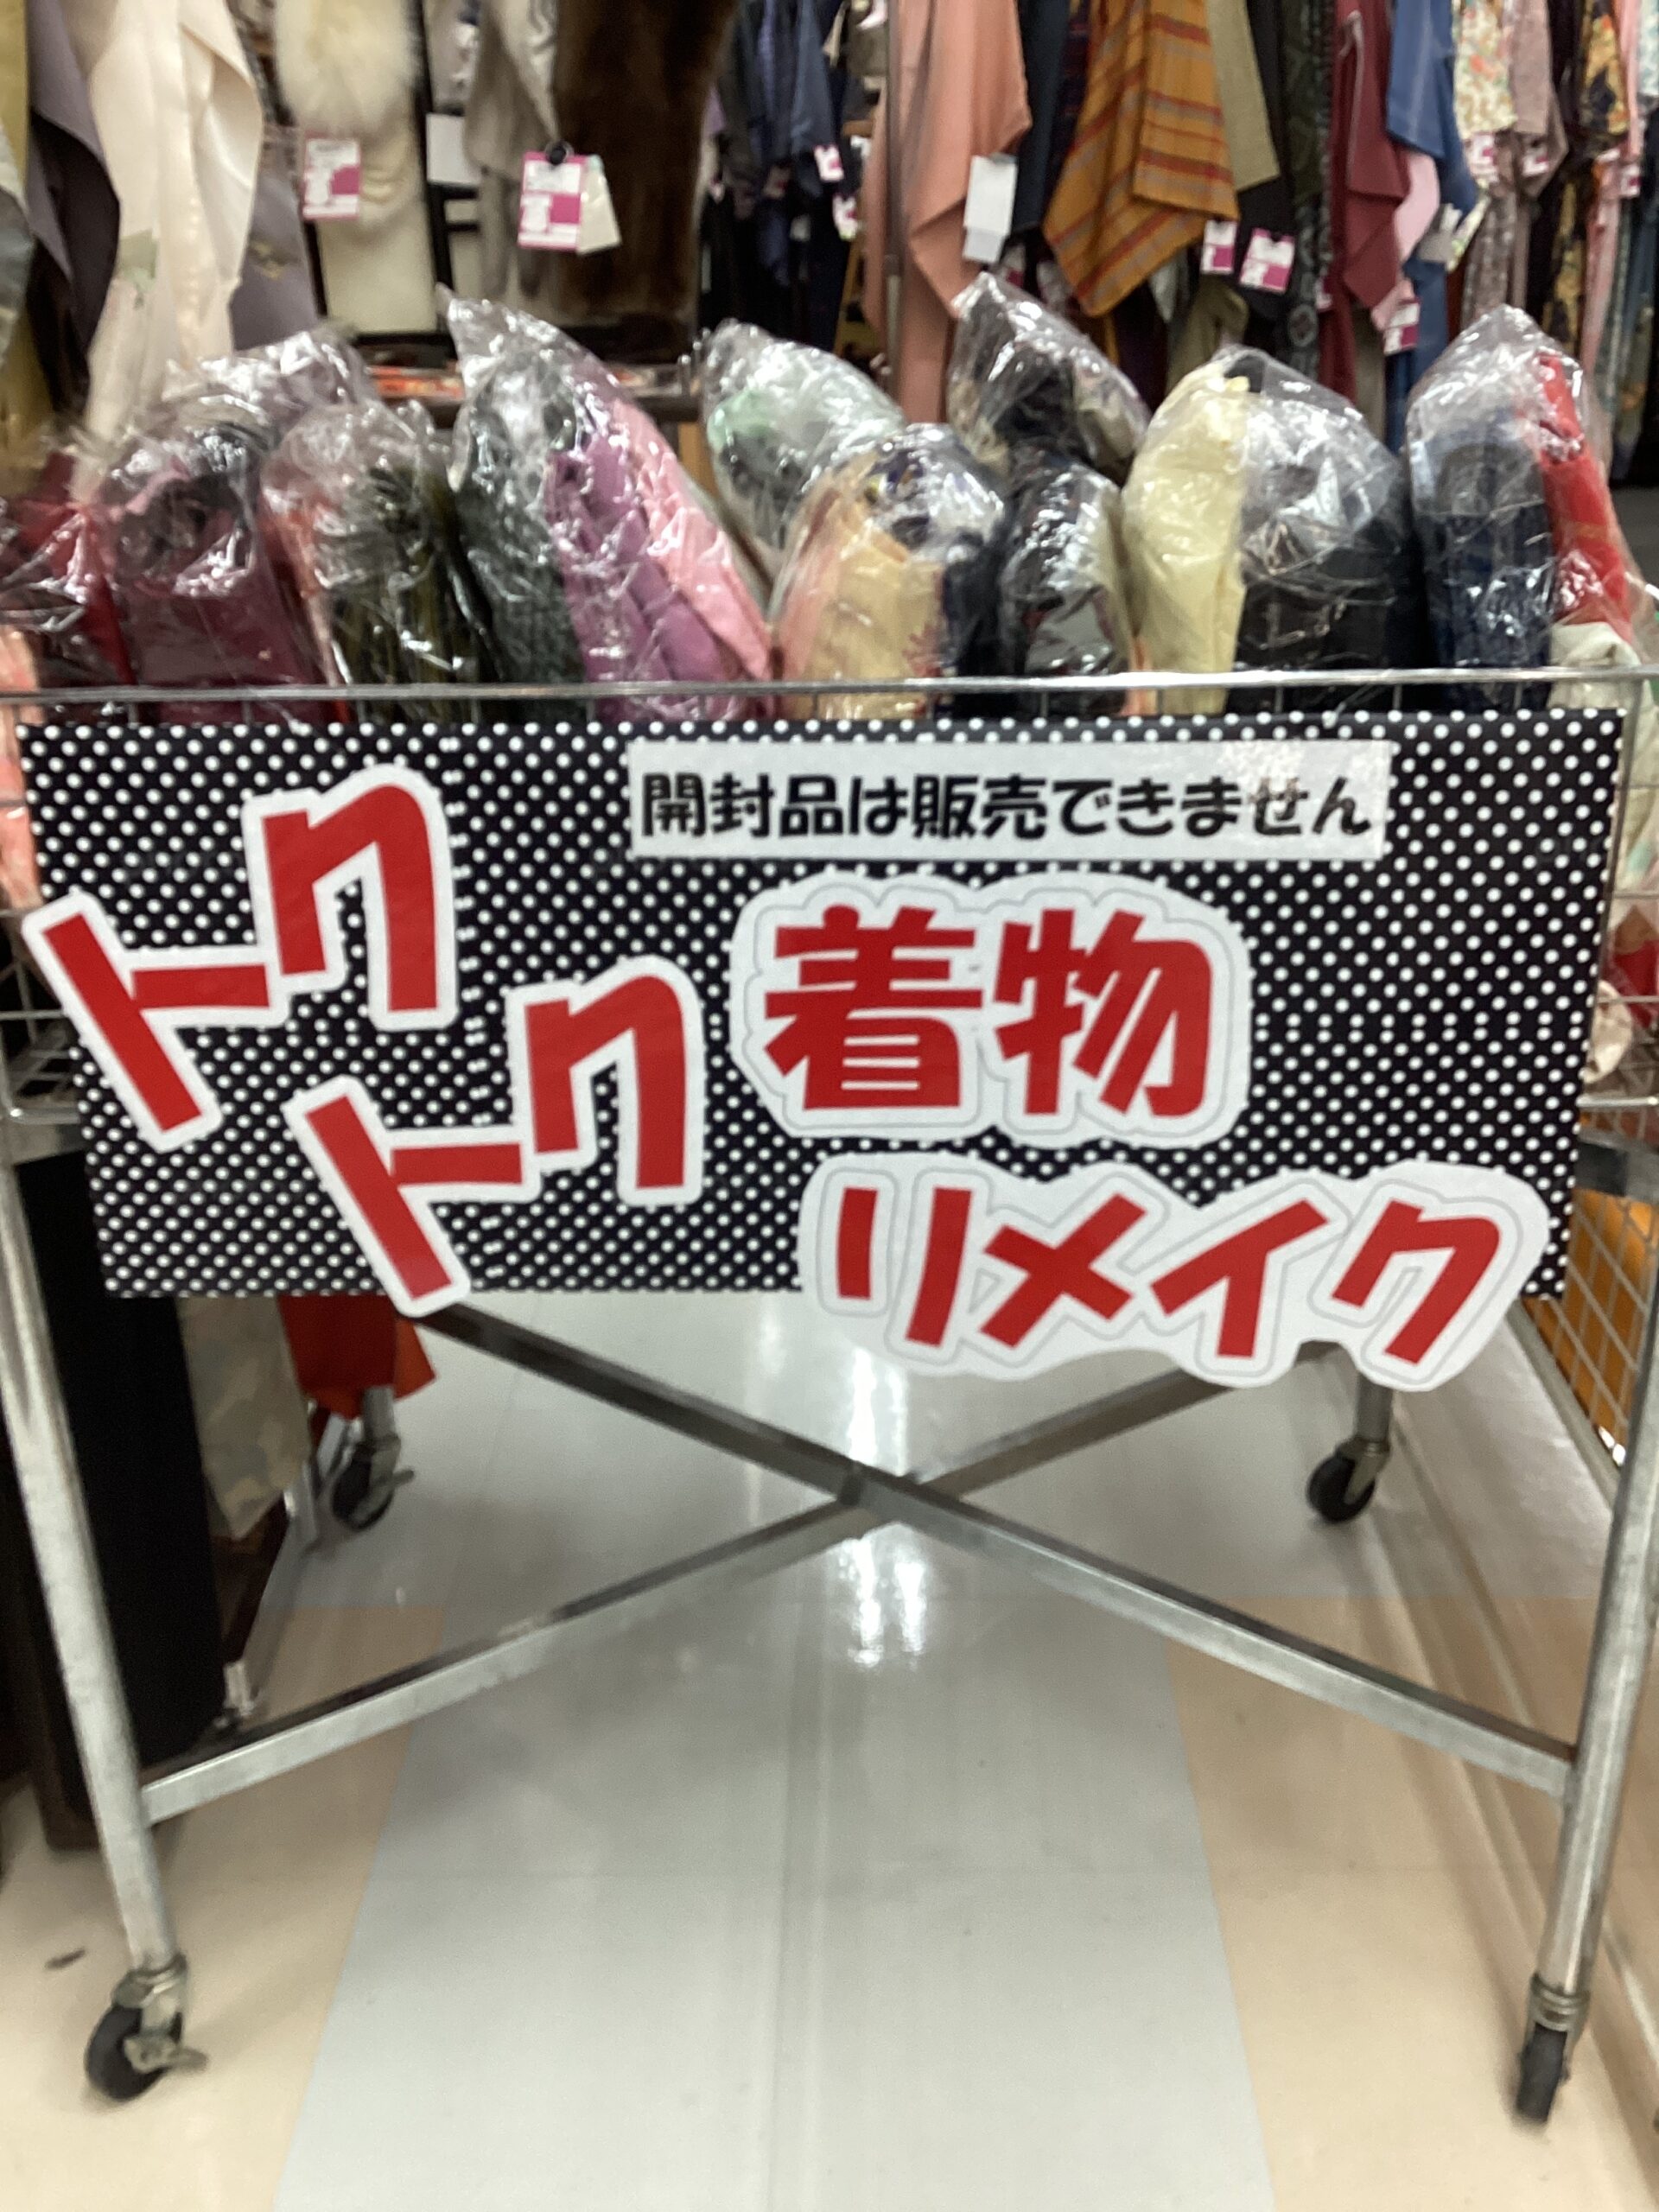 開封品は販売できません
トク
トク
着物
リメイク